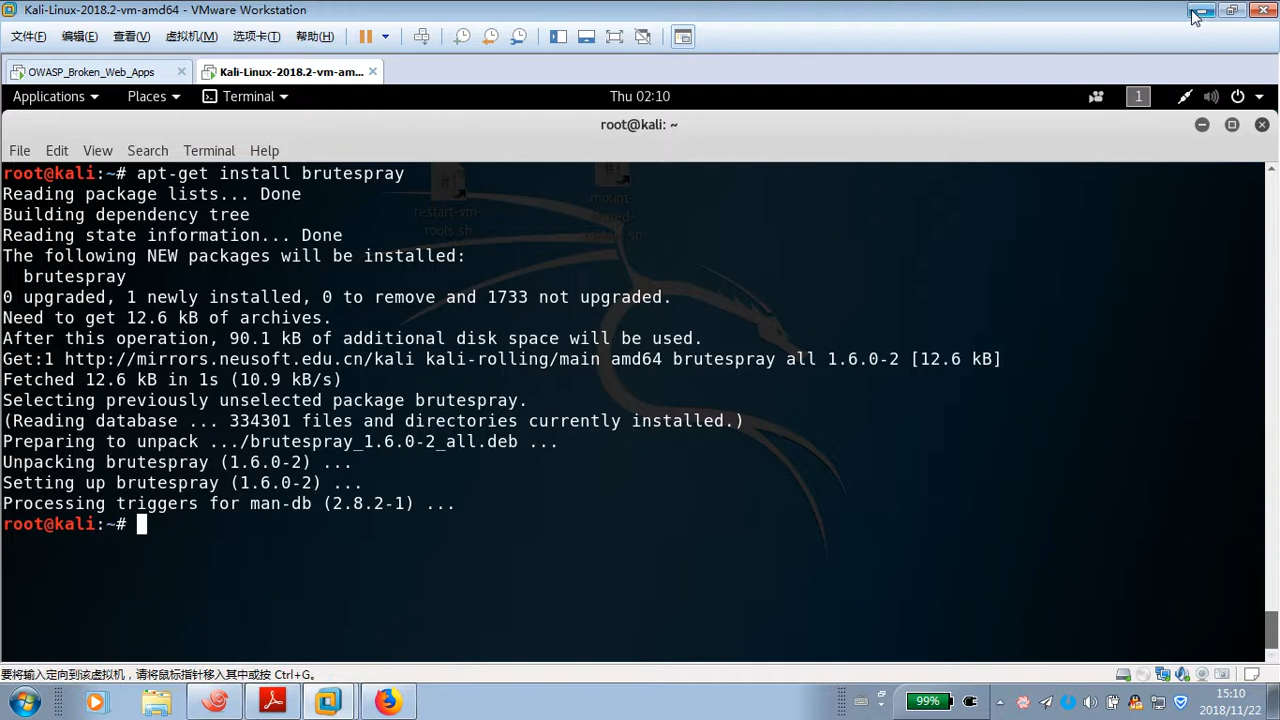 Kali-Linux-2018.2-vm-amd64 - VMware Workstation
文件(F) 编辑(E) 查看(V) 虚拟机(M) 选项卡(T) 帮助(H)
OWASP_Broken_Web_Apps Kali-Linux-2018.2-vm-am...
Applications Places Terminal Thu 02:10 1
root@kali: ~
File Edit View Search Terminal Help
root@kali:~# apt-get install brutespray
Reading package lists... Done
Building dependency tree
Reading state information... Done
The following NEW packages will be installed:
brutespray
0 upgraded, 1 newly installed, 0 to remove and 1733 not upgraded.
Need to get 12.6 kB of archives.
After this operation, 90.1 kB of additional disk space will be used.
Get:1 http://mirrors.neusoft.edu.cn/kali kali-rolling/main amd64 brutespray all 1.6.0-2 [12.6 kB]
Fetched 12.6 kB in 1s (10.9 kB/s)
Selecting previously unselected package brutespray.
(Reading database ... 334301 files and directories currently installed.)
Preparing to unpack .../brutespray_1.6.0-2_all.deb ...
Unpacking brutespray (1.6.0-2) ...
Setting up brutespray (1.6.0-2) ...
Processing triggers for man-db (2.8.2-1) ...
root@kali:~#
restart-vm-
tools.sh
mount-
要将输入定向到该虚拟机，请将鼠标指针移入其中或按 Ctrl+G。
99%
15:10
2018/11/22